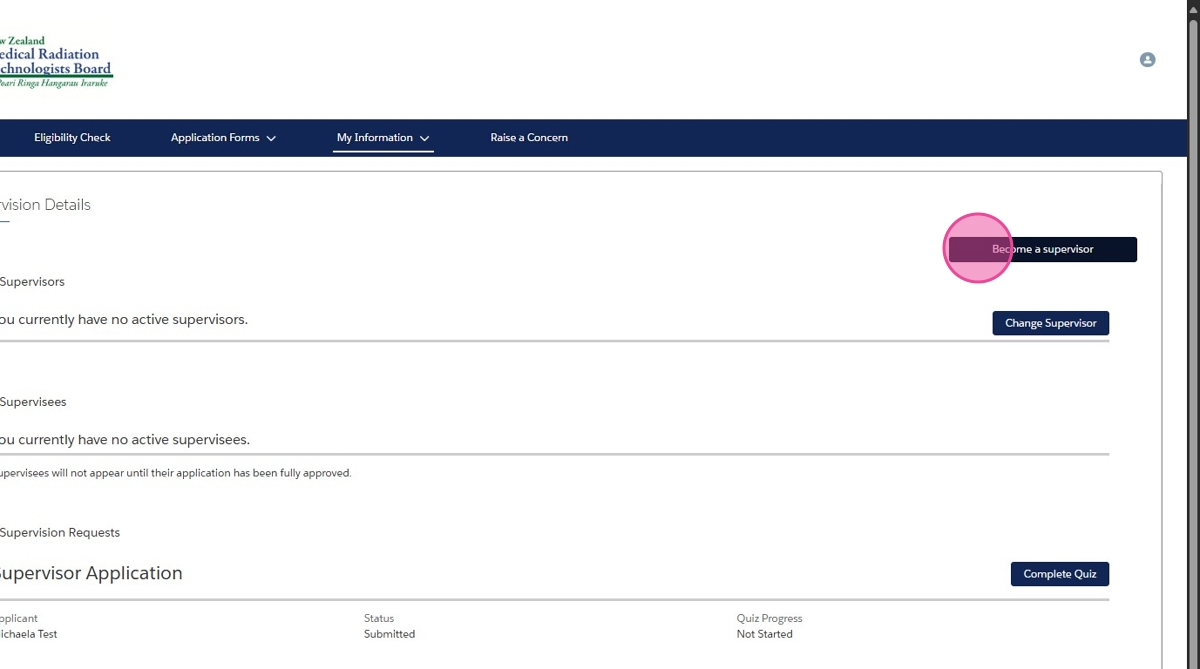 w Zealand
edical Radiation
chnologists Board
Poari Ringa Hangarau Iraruke
Eligibility Check
Application Forms
My Information
Raise a Concern
vision Details
Become a supervisor
Supervisors
ou currently have no active supervisors.
Change Supervisor
Supervisees
ou currently have no active supervisees.
upervisees will not appear until their application has been fully approved.
Supervision Requests
upervisor Application
Complete Quiz
pplicant
Status
Quiz Progress
ichaela Test
Submitted
Not Started